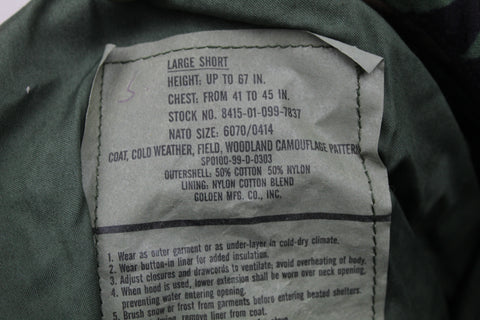 LARGE SHORT
HEIGHT: UP TO 67 IN.
CHEST: FROM 41 TO 45 IN.
STOCK NO. 8415-01-099-7837
NATO SIZE: 6070/0414
COAT, COLD WEATHER, FIELD, WOODLAND CAMOUFLAGE PATTERN
SPO100-99-D-0303
OUTERSHELL: 50% COTTON 50% NYLON
LINING: NYLON COTTON BLEND
GOLDEN MFG. CO., INC.
1. Wear as outer garment or as under-layer in cold-dry climate.
2. Wear button-in liner for added insulation.
3. Adjust closures and drawcords to ventilate; avoid overheating of body.
4. When hood is used, lower extension shall be worn over neck opening,
preventing water entering opening.
5. Brush snow or frost from garments before entering heated shelters.
remove liner from coat.